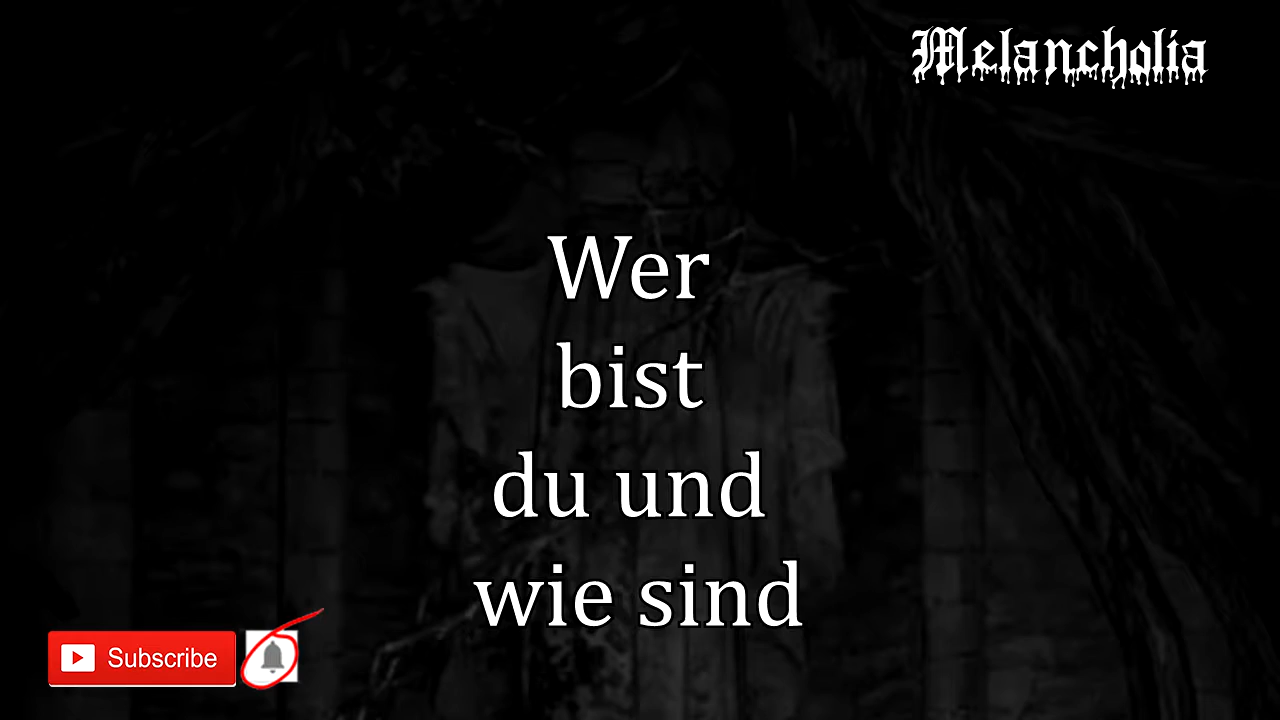 Melancholia
Wer
bist
du und
wie sind
Subscribe